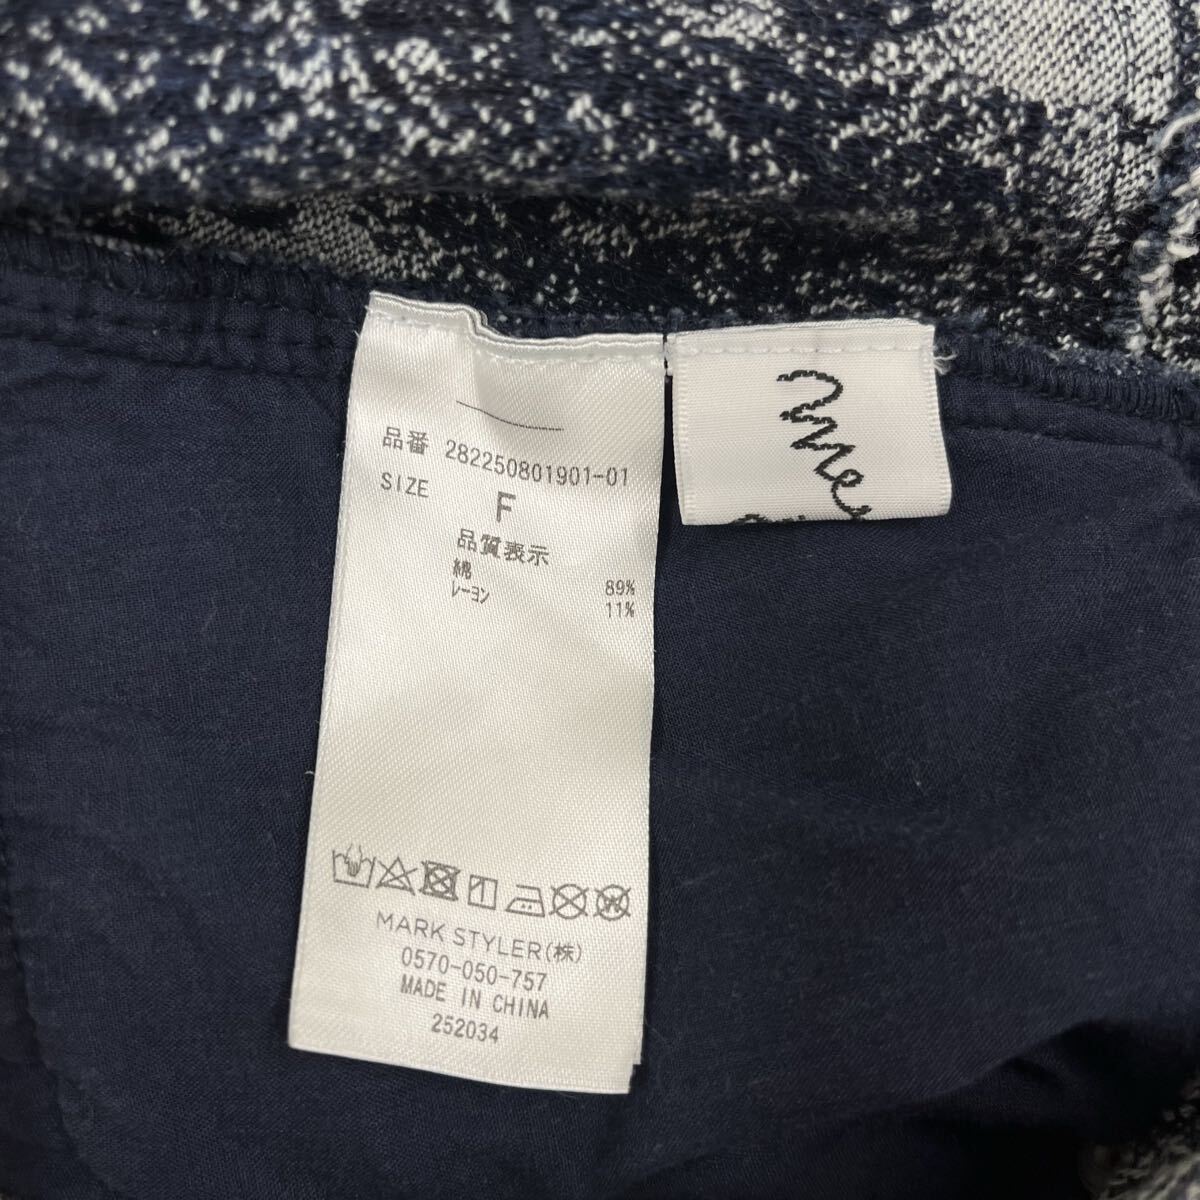 品番 282250801901-01
SIZE F
品質表示
綿 89%
レーヨン 11%
MARK STYLER(株)
0570-050-757
MADE IN CHINA
252034